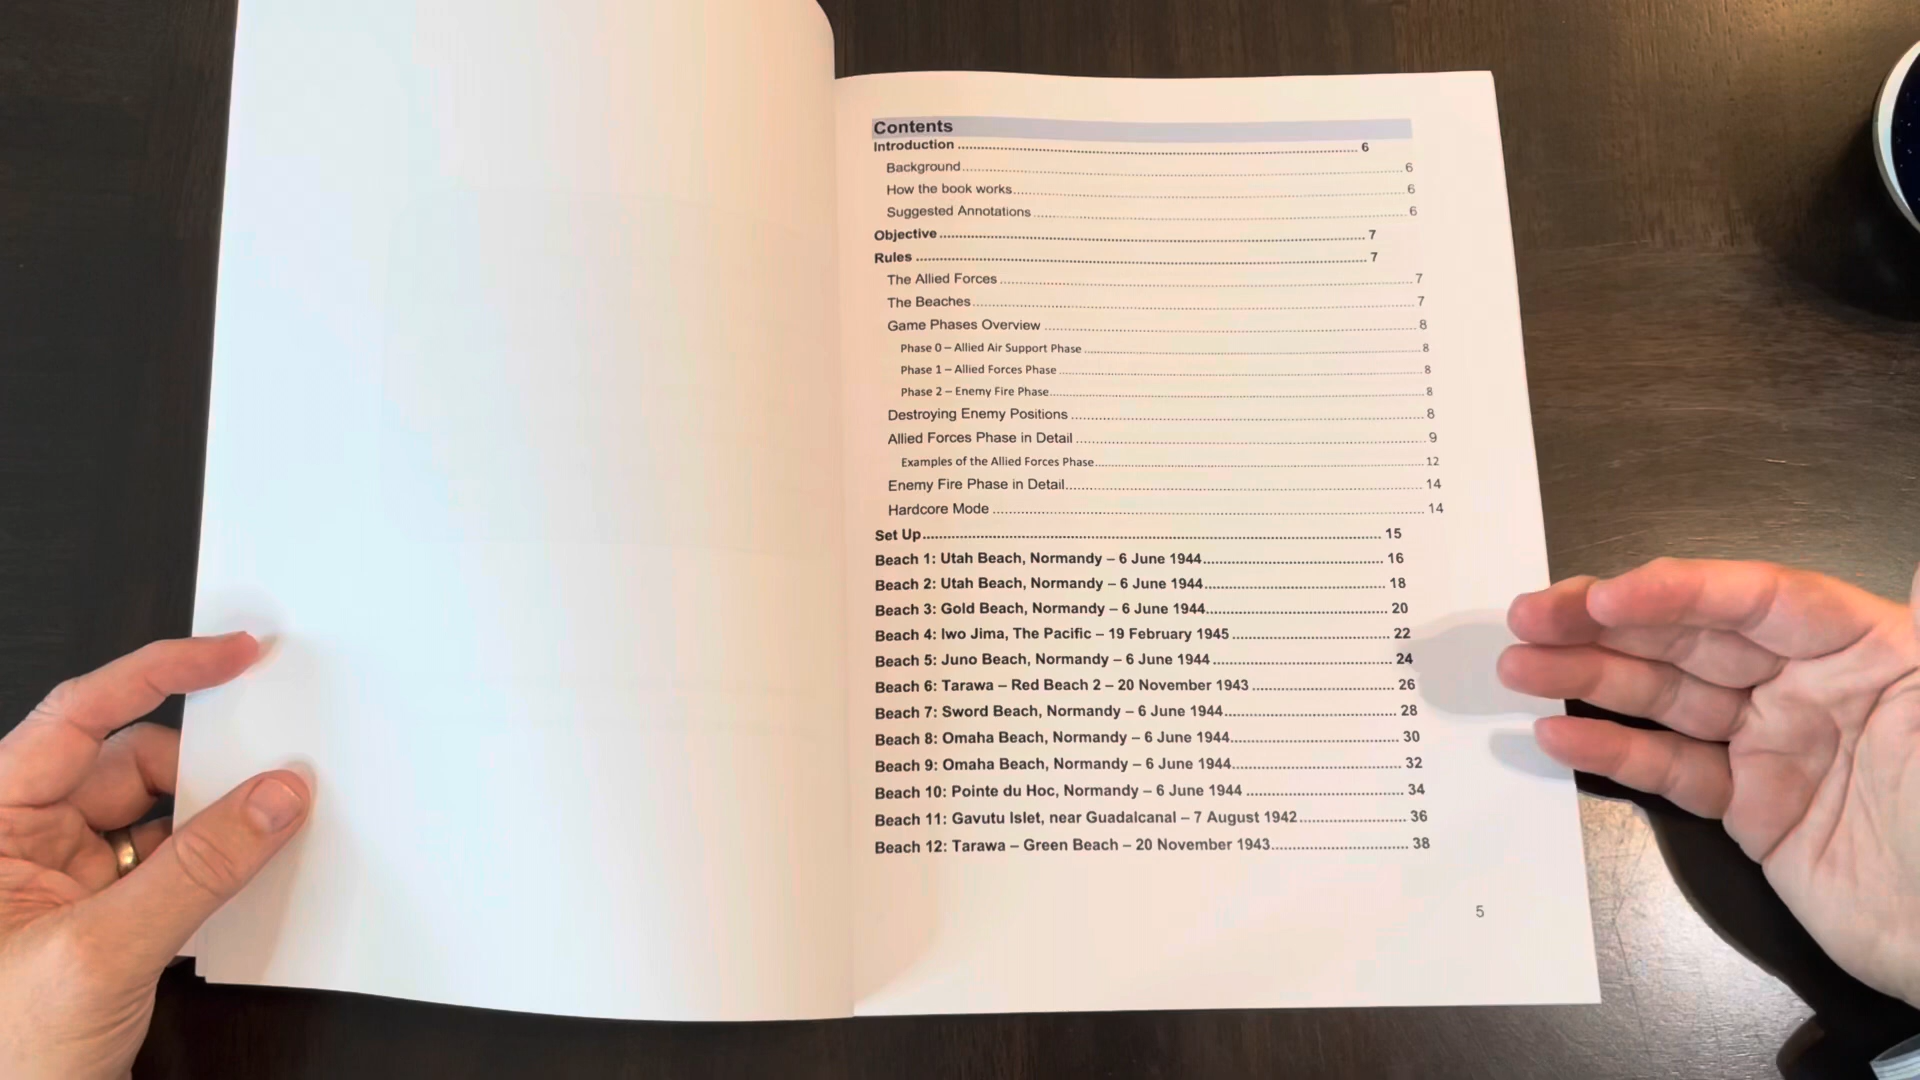 Contents
Introduction ........ 6
Background ........ 6
How the book works ........ 6
Suggested Annotations ........ 6
Objective ........ 7
Rules ........ 7
The Allied Forces ........ 7
The Beaches ........ 7
Game Phases Overview ........ 8
Phase 0 – Allied Air Support Phase ........ 8
Phase 1 – Allied Forces Phase ........ 8
Phase 2 – Enemy Fire Phase ........ 8
Destroying Enemy Positions ........ 8
Allied Forces Phase in Detail ........ 9
Examples of the Allied Forces Phase ........ 12
Enemy Fire Phase in Detail ........ 14
Hardcore Mode ........ 14
Set Up ........ 15
Beach 1: Utah Beach, Normandy – 6 June 1944 ........ 16
Beach 2: Utah Beach, Normandy – 6 June 1944 ........ 18
Beach 3: Gold Beach, Normandy – 6 June 1944 ........ 20
Beach 4: Iwo Jima, The Pacific – 19 February 1945 ........ 22
Beach 5: Juno Beach, Normandy – 6 June 1944 ........ 24
Beach 6: Tarawa – Red Beach 2 – 20 November 1943 ........ 26
Beach 7: Sword Beach, Normandy – 6 June 1944 ........ 28
Beach 8: Omaha Beach, Normandy – 6 June 1944 ........ 30
Beach 9: Omaha Beach, Normandy – 6 June 1944 ........ 32
Beach 10: Pointe du Hoc, Normandy – 6 June 1944 ........ 34
Beach 11: Gavutu Islet, near Guadalcanal – 7 August 1942 ........ 36
Beach 12: Tarawa – Green Beach – 20 November 1943 ........ 38
5